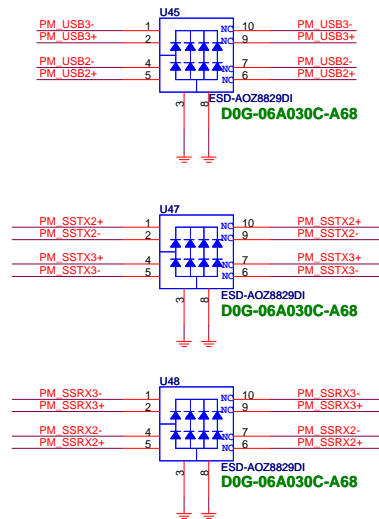 U45
PM_USB3- 1 10 PM_USB3-
PM_USB3+ 2 NC NC 9 PM_USB3+
PM_USB2- 4 7 PM_USB2-
PM_USB2+ 5 NC NC 6 PM_USB2+
3 8
ESD-AOZ8829DI
D0G-06A030C-A68
U47
PM_SSTX2+ 1 NC 10 PM_SSTX2+
PM_SSTX2- 2 NC 9 PM_SSTX2-
PM_SSTX3+ 4 NC 7 PM_SSTX3+
PM_SSTX3- 5 NC 6 PM_SSTX3-
3 8
ESD-AOZ8829DI
D0G-06A030C-A68
U48
PM_SSRX3- 1 NC 10 PM_SSRX3-
PM_SSRX3+ 2 NC 9 PM_SSRX3+
PM_SSRX2- 4 NC 7 PM_SSRX2-
PM_SSRX2+ 5 NC 6 PM_SSRX2+
3 8
ESD-AOZ8829DI
D0G-06A030C-A68